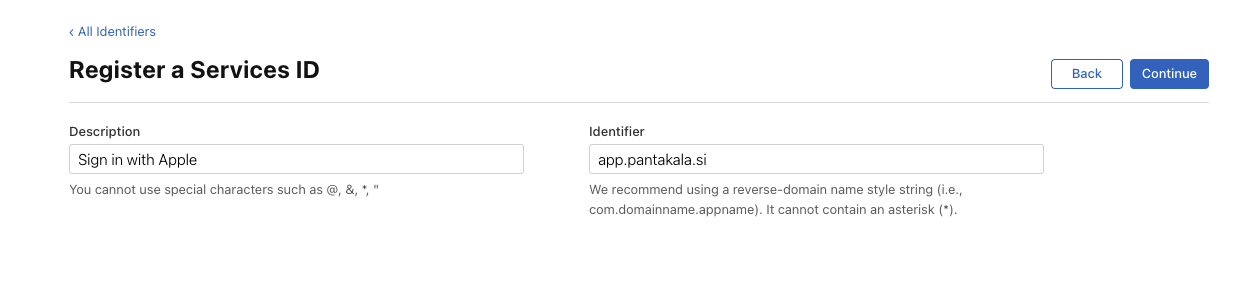 ‹ All Identifiers
Register a Services ID
Back
Continue
Description
Identifier
Sign in with Apple
app.pantakala.si
You cannot use special characters such as @, &, *, "
We recommend using a reverse-domain name style string (i.e.,
com.domainname.appname). It cannot contain an asterisk (*).